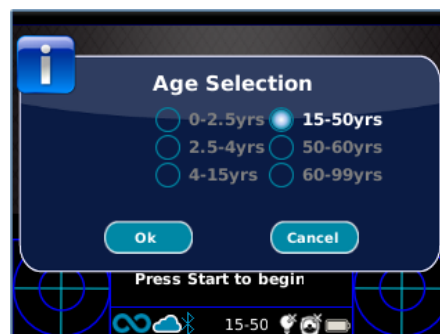 Age Selection
0-2.5yrs 15-50yrs
2.5-4yrs 50-60yrs
4-15yrs 60-99yrs
Ok Cancel
Press Start to begin
15-50